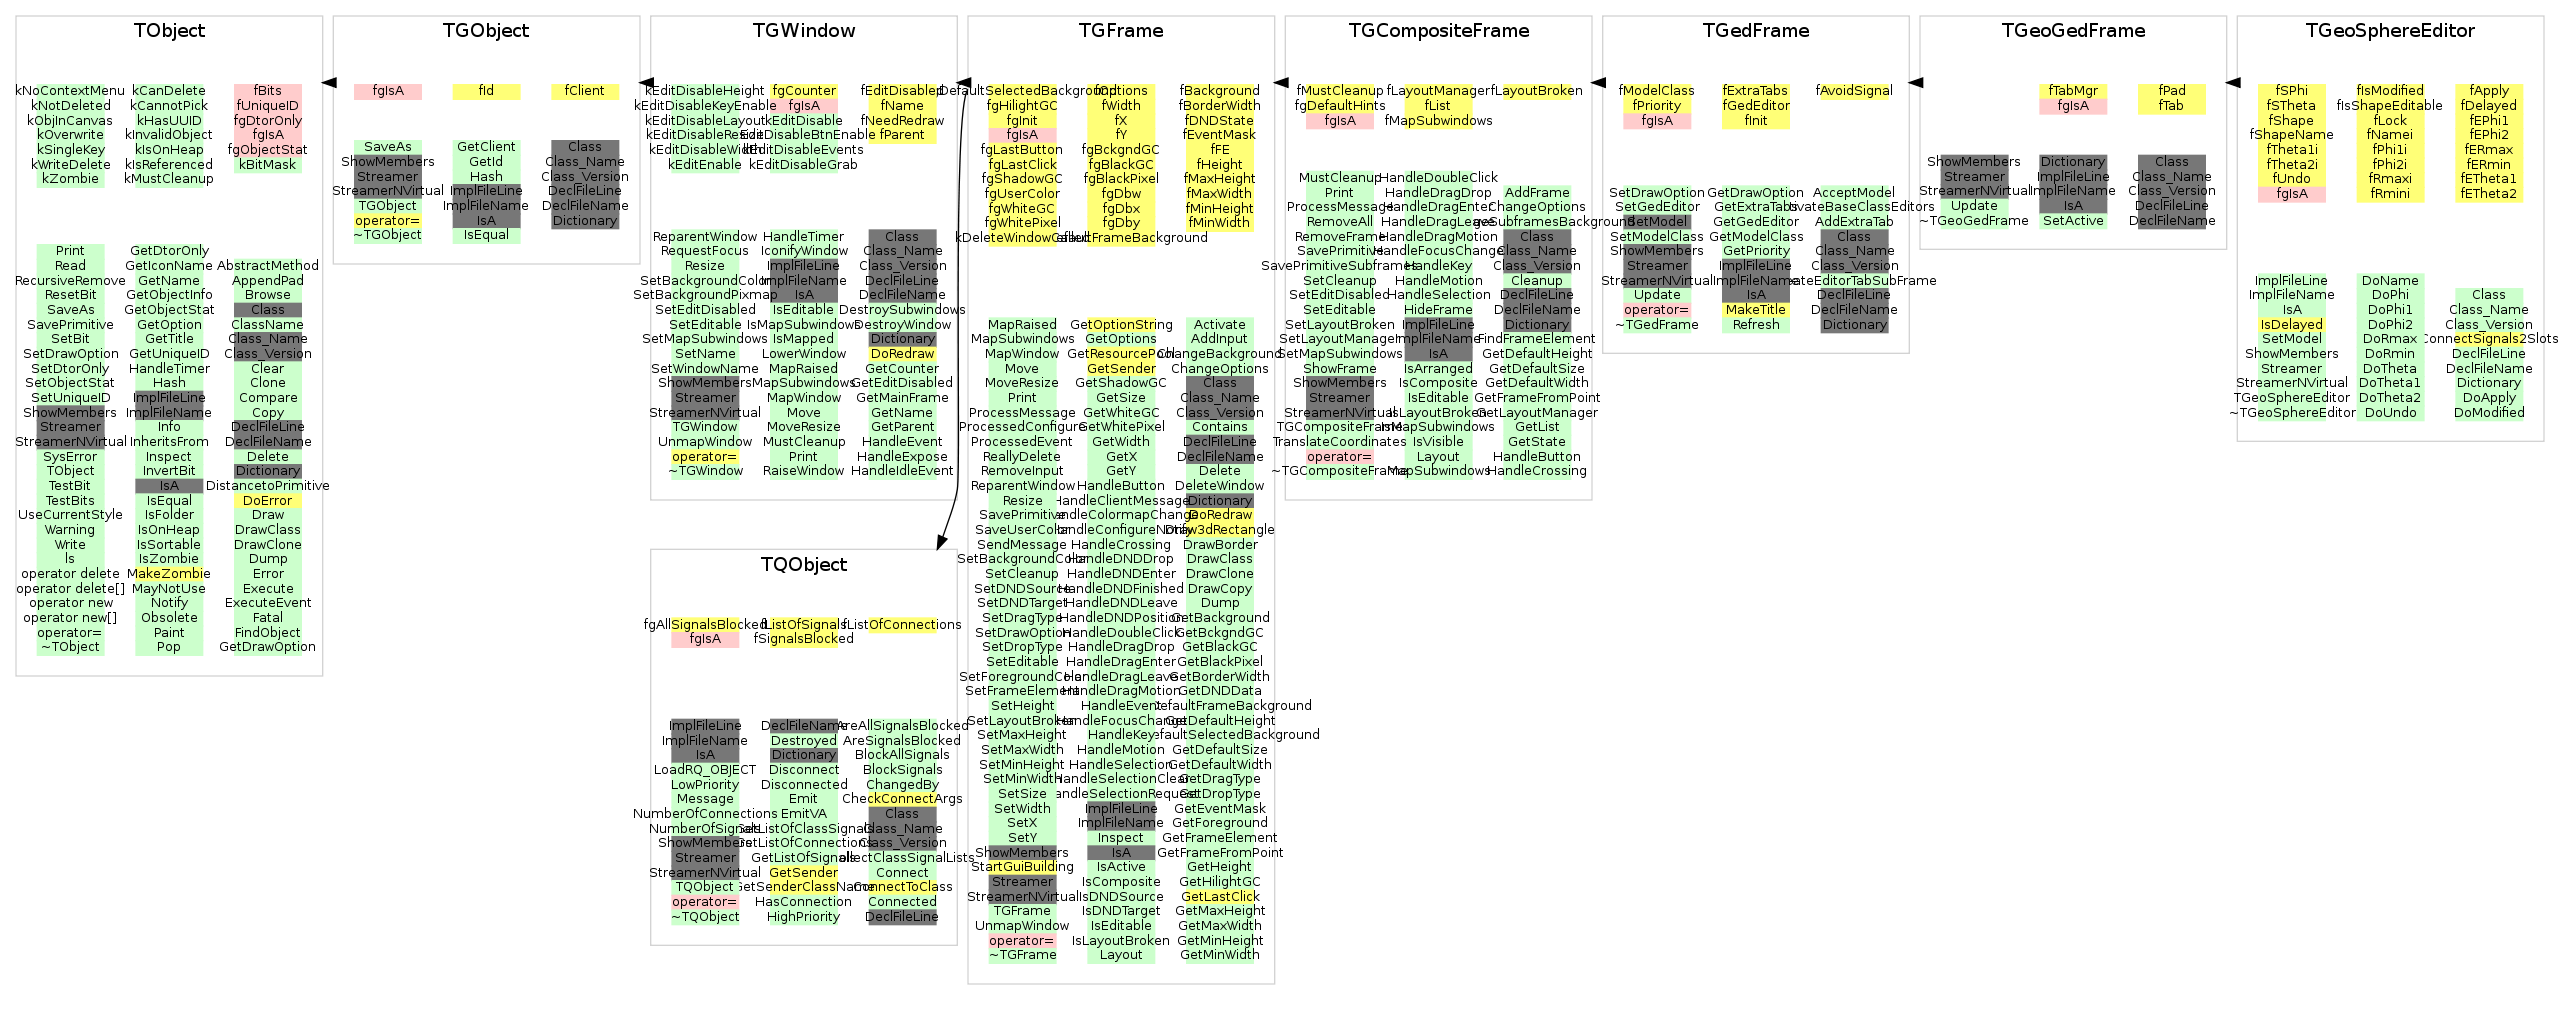 TObject
kNoContextMenu kCanDelete fBits
kNotDeleted kCannotPick fUniqueID
kObjInCanvas kHasUUID fgDtorOnly
kOverwrite kInvalidObject fgIsA
kSingleKey kIsOnHeap fgObjectStat
kWriteDelete kIsReferenced kBitMask
kZombie kMustCleanup
Print GetDtorOnly
Read GetIconName AbstractMethod
RecursiveRemove GetName AppendPad
ResetBit GetObjectInfo Browse
SaveAs GetObjectStat Class
SavePrimitive GetOption ClassName
SetBit GetTitle Class_Name
SetDrawOption GetUniqueID Class_Version
SetDtorOnly HandleTimer Clear
SetObjectStat Hash Clone
SetUniqueID ImplFileLine Compare
ShowMembers ImplFileName Copy
Streamer Info DeclFileLine
StreamerNVirtual InheritsFrom DeclFileName
SysError Inspect Delete
TObject InvertBit Dictionary
TestBit IsA DistancetoPrimitive
TestBits IsEqual DoError
UseCurrentStyle IsFolder Draw
Warning IsOnHeap DrawClass
Write IsSortable DrawClone
ls IsZombie Dump
operator delete MakeZombie Error
operator delete[] MayNotUse Execute
operator new Notify ExecuteEvent
operator new[] Obsolete Fatal
operator= Paint FindObject
~TObject Pop GetDrawOption
TGObject
fgIsA fId fClient
SaveAs GetClient Class
ShowMembers GetId Class_Name
Streamer Hash Class_Version
StreamerNVirtual ImplFileLine DeclFileLine
TGObject ImplFileName DeclFileName
operator= IsA Dictionary
~TGObject IsEqual
TGWindow
kEditDisableHeight fgCounter fEditDisabled
kEditDisableKeyEnable fgIsA fName
kEditDisableLayout kEditDisable fNeedRedraw
kEditDisableResize kEditDisableBtnEnable fParent
kEditDisableWidth kEditDisableEvents
kEditEnable kEditDisableGrab
ReparentWindow HandleTimer Class
RequestFocus IconifyWindow Class_Name
Resize ImplFileLine Class_Version
SetBackgroundColor ImplFileName DeclFileLine
SetBackgroundPixmap IsA DeclFileName
SetEditDisabled IsEditable DestroySubwindows
SetEditable IsMapSubwindows DestroyWindow
SetMapSubwindows IsMapped Dictionary
SetName LowerWindow DoRedraw
SetWindowName MapRaised GetCounter
ShowMembers MapSubwindows GetEditDisabled
Streamer MapWindow GetMainFrame
StreamerNVirtual Move GetName
TGWindow MoveResize GetParent
UnmapWindow MustCleanup HandleEvent
operator= Print HandleExpose
~TGWindow RaiseWindow HandleIdleEvent
TQObject
fgAllSignalsBlocked fListOfSignals fListOfConnections
fgIsA fSignalsBlocked
ImplFileLine DeclFileName AreAllSignalsBlocked
ImplFileName Destroyed AreSignalsBlocked
IsA Dictionary BlockAllSignals
LoadRQ_OBJECT Disconnect BlockSignals
LowPriority Disconnected ChangedBy
Message Emit CheckConnectArgs
NumberOfConnections EmitVA Class
NumberOfSignals GetListOfClassSignals Class_Name
ShowMembers GetListOfConnections Class_Version
Streamer GetListOfSignals CollectClassSignalLists
StreamerNVirtual GetSender Connect
TQObject GetSenderClassName ConnectToClass
operator= HasConnection Connected
~TQObject HighPriority DeclFileLine
TGFrame
fOptions fBackground
fgHilightGC fWidth fBorderWidth
fgInit fX fDNDState
fgIsA fY fEventMask
fgLastButton fgBckgndGC fFE
fgLastClick fgBlackGC fHeight
fgShadowGC fgBlackPixel fMaxHeight
fgUserColor fgDbw fMaxWidth
fgWhiteGC fgDbx fMinHeight
fgWhitePixel fgDby fMinWidth
kDeleteWindowCalled
MapRaised GetOptionString Activate
MapSubwindows GetOptions AddInput
MapWindow GetResourcePool ChangeBackground
Move GetSender ChangeOptions
MoveResize GetShadowGC Class
Print GetSize Class_Name
ProcessMessage GetWhiteGC Class_Version
ProcessedConfigure GetWhitePixel Contains
ProcessedEvent GetWidth DeclFileLine
ReallyDelete GetX DeclFileName
RemoveInput GetY Delete
ReparentWindow HandleButton DeleteWindow
Resize HandleClientMessage Dictionary
SavePrimitive HandleColormapChange DoRedraw
SaveUserColor HandleConfigureNotify Draw3dRectangle
SendMessage HandleCrossing DrawBorder
SetBackgroundColor HandleDNDDrop DrawClass
SetCleanup HandleDNDEnter DrawClone
SetDNDSource HandleDNDFinished DrawCopy
SetDNDTarget HandleDNDLeave Dump
SetDragType HandleDNDPosition GetBackground
SetDrawOption HandleDoubleClick GetBckgndGC
SetDropType HandleDragDrop GetBlackGC
SetEditable HandleDragEnter GetBlackPixel
SetForegroundColor HandleDragLeave GetBorderWidth
SetFrameElement HandleDragMotion GetDNDData
SetHeight HandleEvent GetDefaultFrameBackground
SetLayoutBroken HandleFocusChange GetDefaultHeight
SetMaxHeight HandleKey GetDefaultSelectedBackground
SetMaxWidth HandleMotion GetDefaultSize
SetMinHeight HandleSelection GetDefaultWidth
SetMinWidth HandleSelectionClear GetDragType
SetSize HandleSelectionRequest GetDropType
SetWidth ImplFileLine GetEventMask
SetX ImplFileName GetForeground
SetY Inspect GetFrameElement
ShowMembers IsA GetFrameFromPoint
StartGuiBuilding IsActive GetHeight
Streamer IsComposite GetHilightGC
StreamerNVirtual IsDNDSource GetLastClick
TGFrame IsDNDTarget GetMaxHeight
UnmapWindow IsEditable GetMaxWidth
operator= IsLayoutBroken GetMinHeight
~TGFrame Layout GetMinWidth
TGCompositeFrame
fMustCleanup fLayoutManager fLayoutBroken
fgDefaultHints fList
fgIsA fMapSubwindows
MustCleanup HandleDoubleClick
Print HandleDragDrop AddFrame
ProcessMessage HandleDragEnter ChangeOptions
RemoveAll HandleDragLeave
RemoveFrame HandleDragMotion Class
SavePrimitive HandleFocusChange Class_Name
SavePrimitiveSubframes HandleKey Class_Version
SetCleanup HandleMotion Cleanup
SetEditDisabled HandleSelection DeclFileLine
SetEditable HideFrame DeclFileName
SetLayoutBroken ImplFileLine Dictionary
SetLayoutManager ImplFileName FindFrameElement
SetMapSubwindows IsA GetDefaultHeight
ShowFrame IsArranged GetDefaultSize
ShowMembers IsComposite GetDefaultWidth
Streamer IsEditable GetFrameFromPoint
StreamerNVirtual IsLayoutBroken GetLayoutManager
TGCompositeFrame IsMapSubwindows GetList
TranslateCoordinates IsVisible GetState
operator= Layout HandleButton
~TGCompositeFrame MapSubwindows HandleCrossing
TGedFrame
fModelClass fExtraTabs fAvoidSignal
fPriority fGedEditor
fgIsA fInit
SetDrawOption GetDrawOption AcceptModel
SetGedEditor GetExtraTabs ActivateBaseClassEditors
SetModel GetGedEditor AddExtraTab
SetModelClass GetModelClass Class
ShowMembers GetPriority Class_Name
Streamer ImplFileLine Class_Version
StreamerNVirtual ImplFileName CreateEditorTabSubFrame
Update IsA DeclFileLine
operator= MakeTitle DeclFileName
~TGedFrame Refresh Dictionary
TGeoGedFrame
fTabMgr fPad
fgIsA fTab
ShowMembers Dictionary Class
Streamer ImplFileLine Class_Name
StreamerNVirtual ImplFileName Class_Version
Update IsA DeclFileLine
~TGeoGedFrame SetActive DeclFileName
TGeoSphereEditor
fSPhi fIsModified fApply
fSTheta fIsShapeEditable fDelayed
fShape fLock fEPhi1
fShapeName fNamei fEPhi2
fTheta1i fPhi1i fERmax
fTheta2i fPhi2i fERmin
fUndo fRmaxi fETheta1
fgIsA fRmini fETheta2
ImplFileLine DoName
ImplFileName DoPhi Class
IsA DoPhi1 Class_Name
IsDelayed DoPhi2 Class_Version
SetModel DoRmax ConnectSignals2Slots
ShowMembers DoRmin DeclFileLine
Streamer DoTheta DeclFileName
StreamerNVirtual DoTheta1 Dictionary
TGeoSphereEditor DoTheta2 DoApply
~TGeoSphereEditor DoUndo DoModified